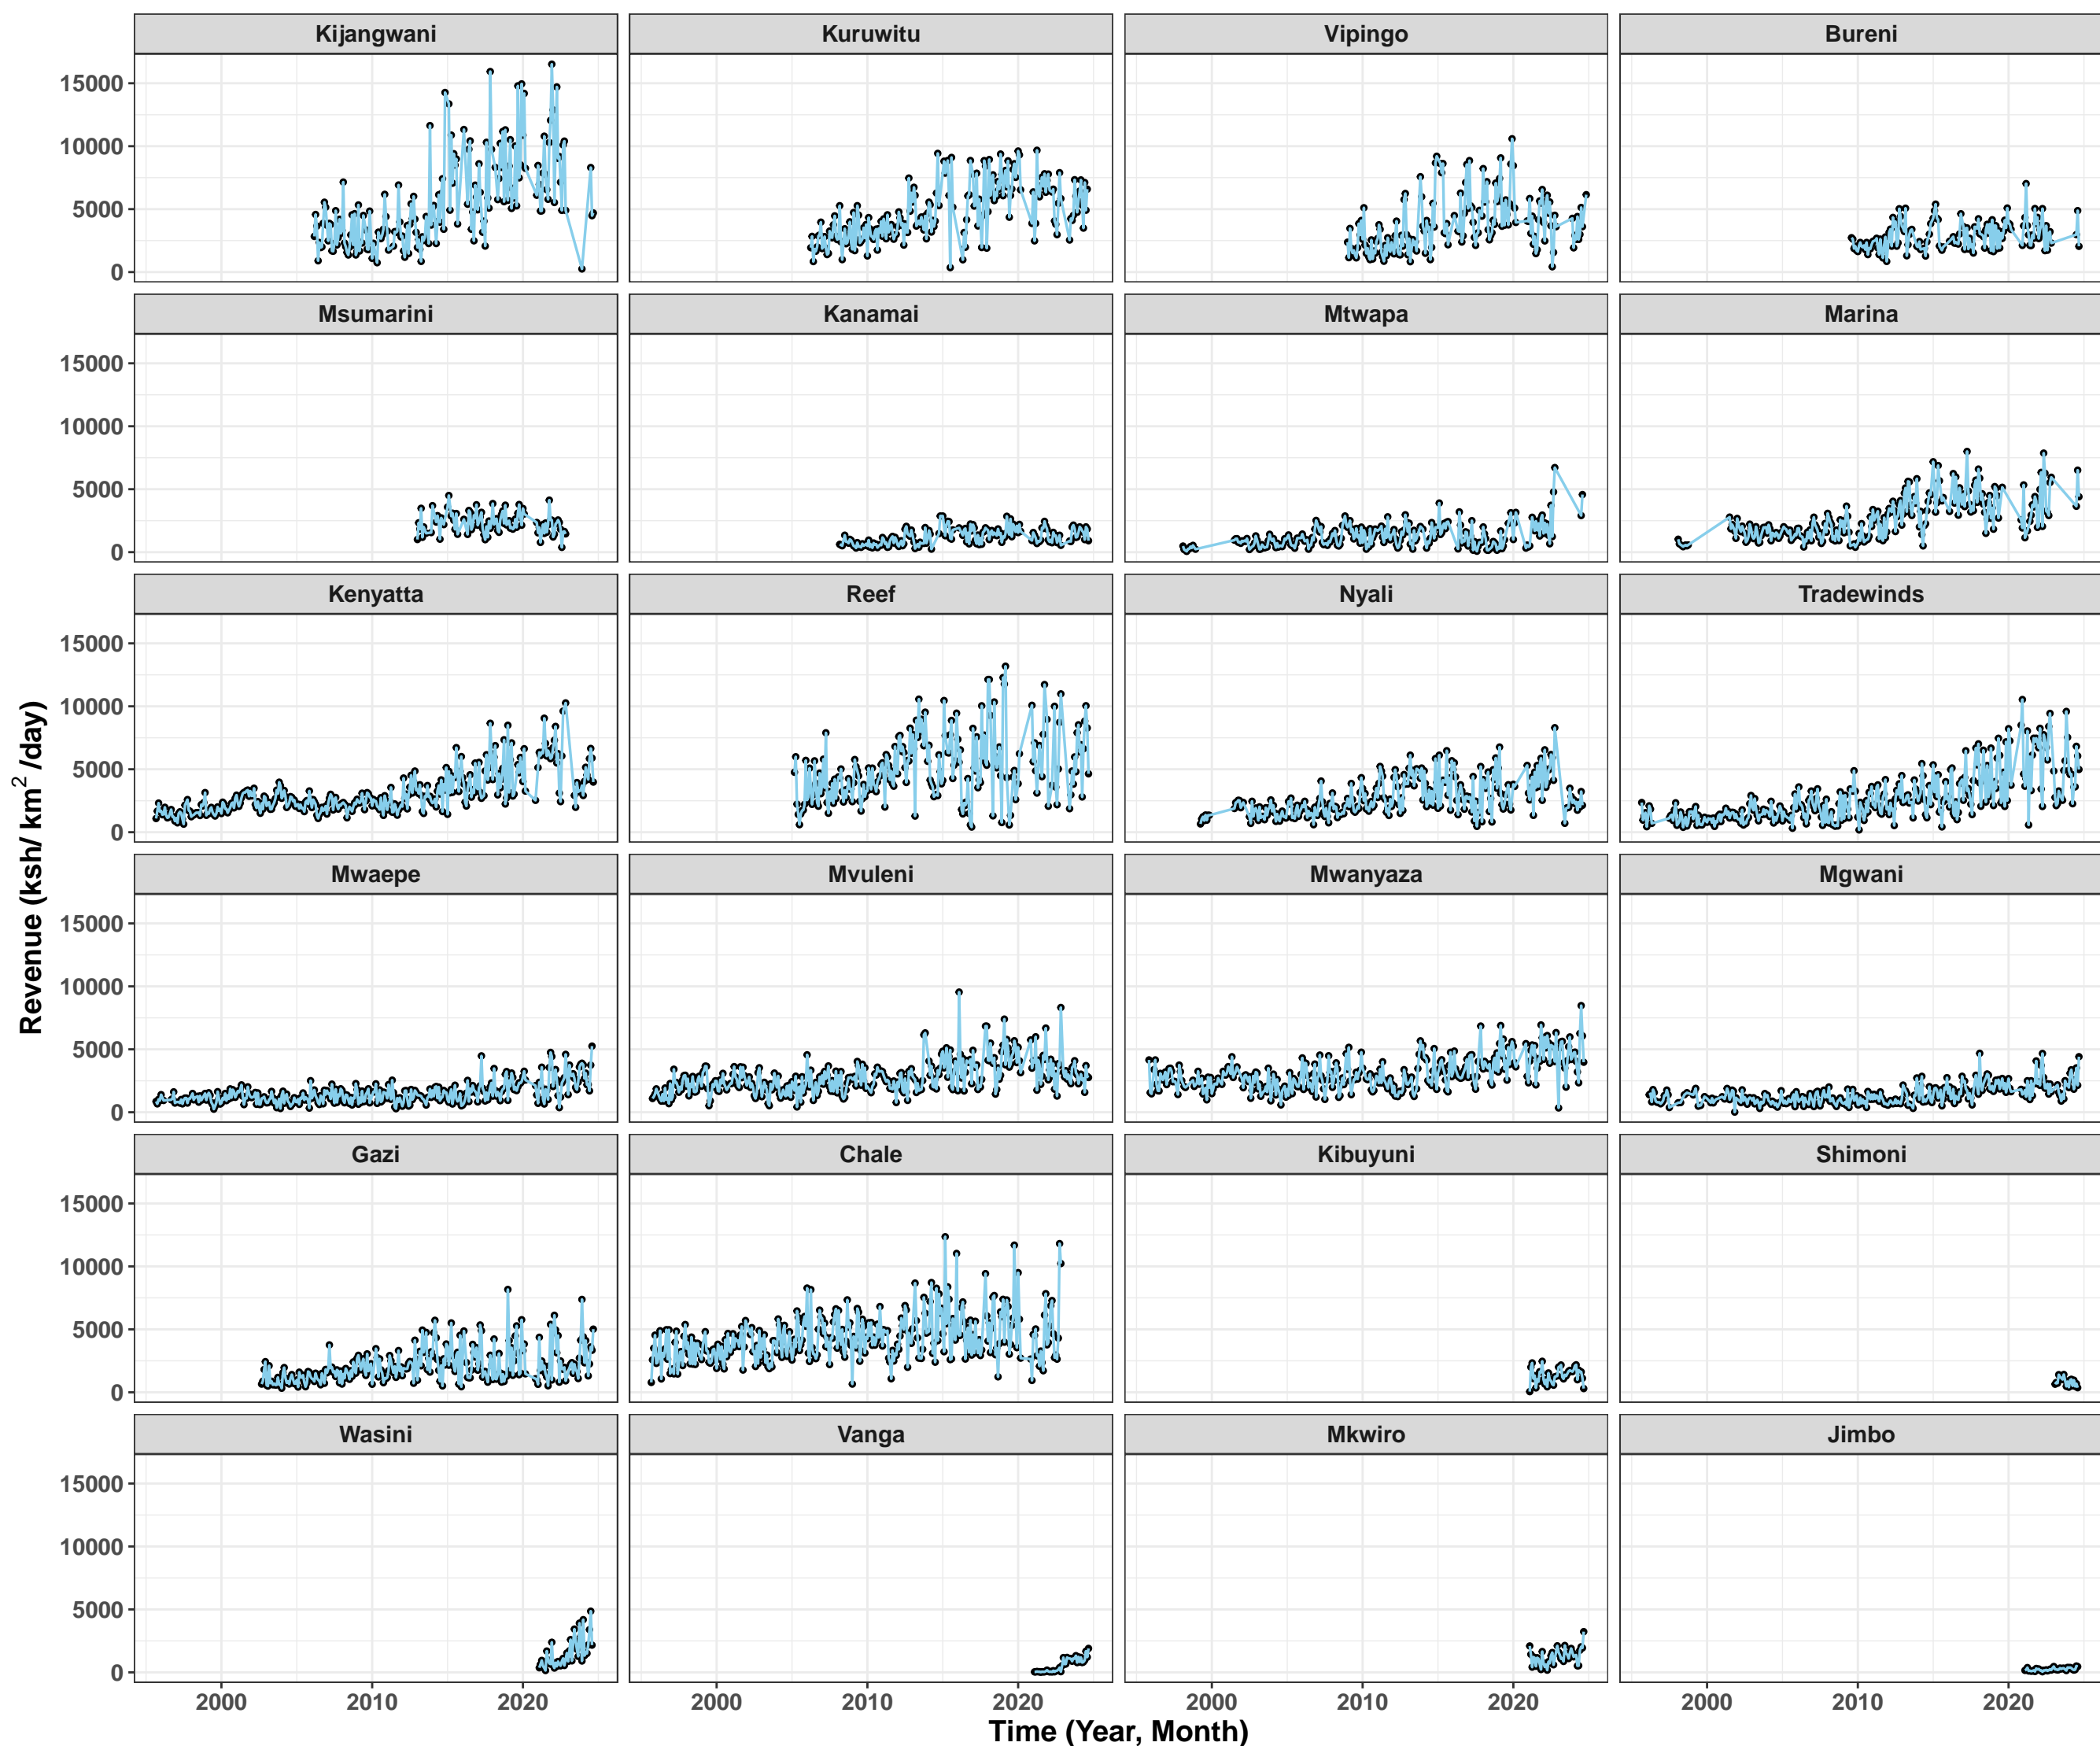 Kijangwani Kuruwitu Vipingo Bureni
15000
10000
5000
0
Msumarini Kanamai Mtwapa Marina
15000
10000
5000
0
Kenyatta Reef Nyali Tradewinds
15000
10000
5000
0
Mwaepe Mvuleni Mwanyaza Mgwani
15000
10000
5000
0
Gazi Chale Kibuyuni Shimoni
15000
10000
5000
0
Wasini Vanga Mkwiro Jimbo
15000
10000
5000
0
2000 2010 2020 2000 2010 2020 2000 2010 2020 2000 2010 2020
Time (Year, Month)
Revenue (ksh/ km² /day)